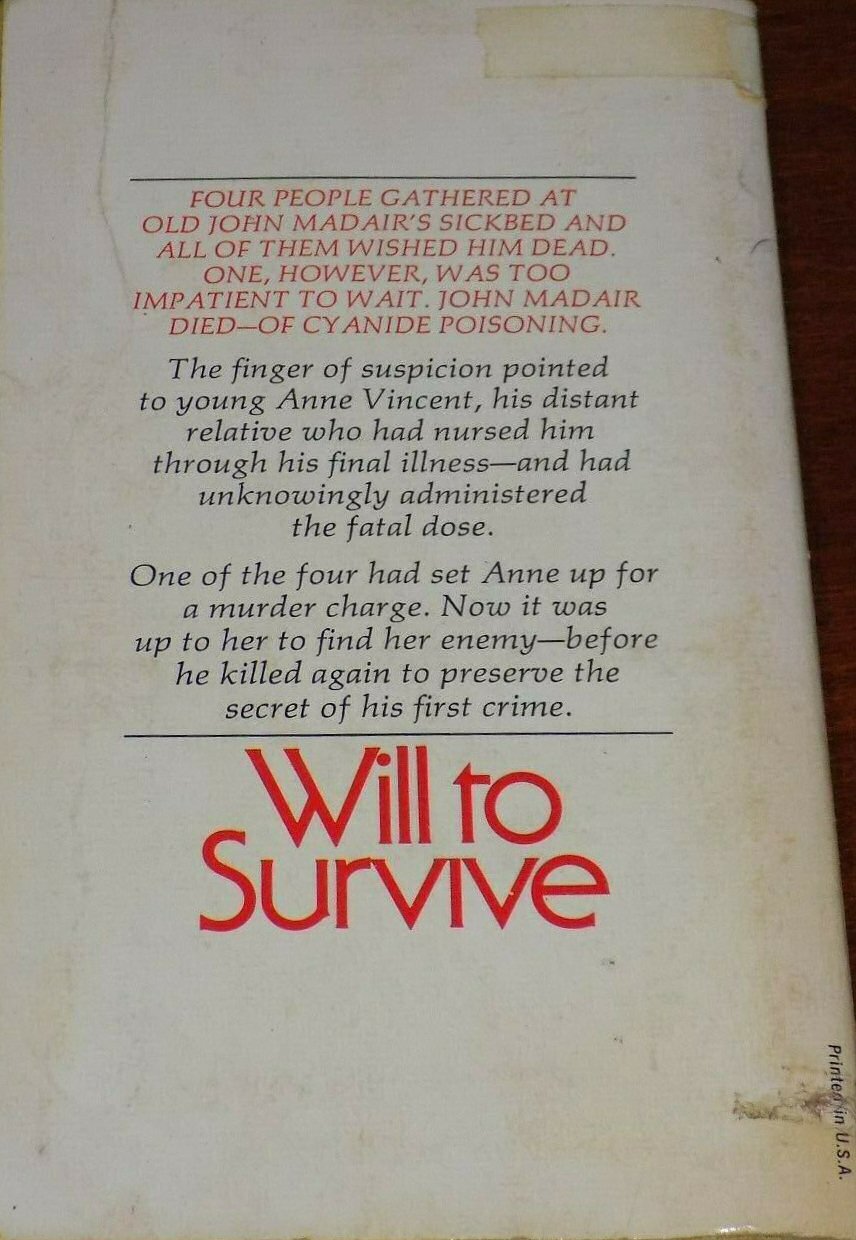 FOUR PEOPLE GATHERED AT
OLD JOHN MADAIR'S SICKBED AND
ALL OF THEM WISHED HIM DEAD.
ONE, HOWEVER, WAS TOO
IMPATIENT TO WAIT. JOHN MADAIR
DIED—OF CYANIDE POISONING.
The finger of suspicion pointed
to young Anne Vincent, his distant
relative who had nursed him
through his final illness—and had
unknowingly administered
the fatal dose.
One of the four had set Anne up for
a murder charge. Now it was
up to her to find her enemy—before
he killed again to preserve the
secret of his first crime.
Will to
Survive
Printed in U.S.A.